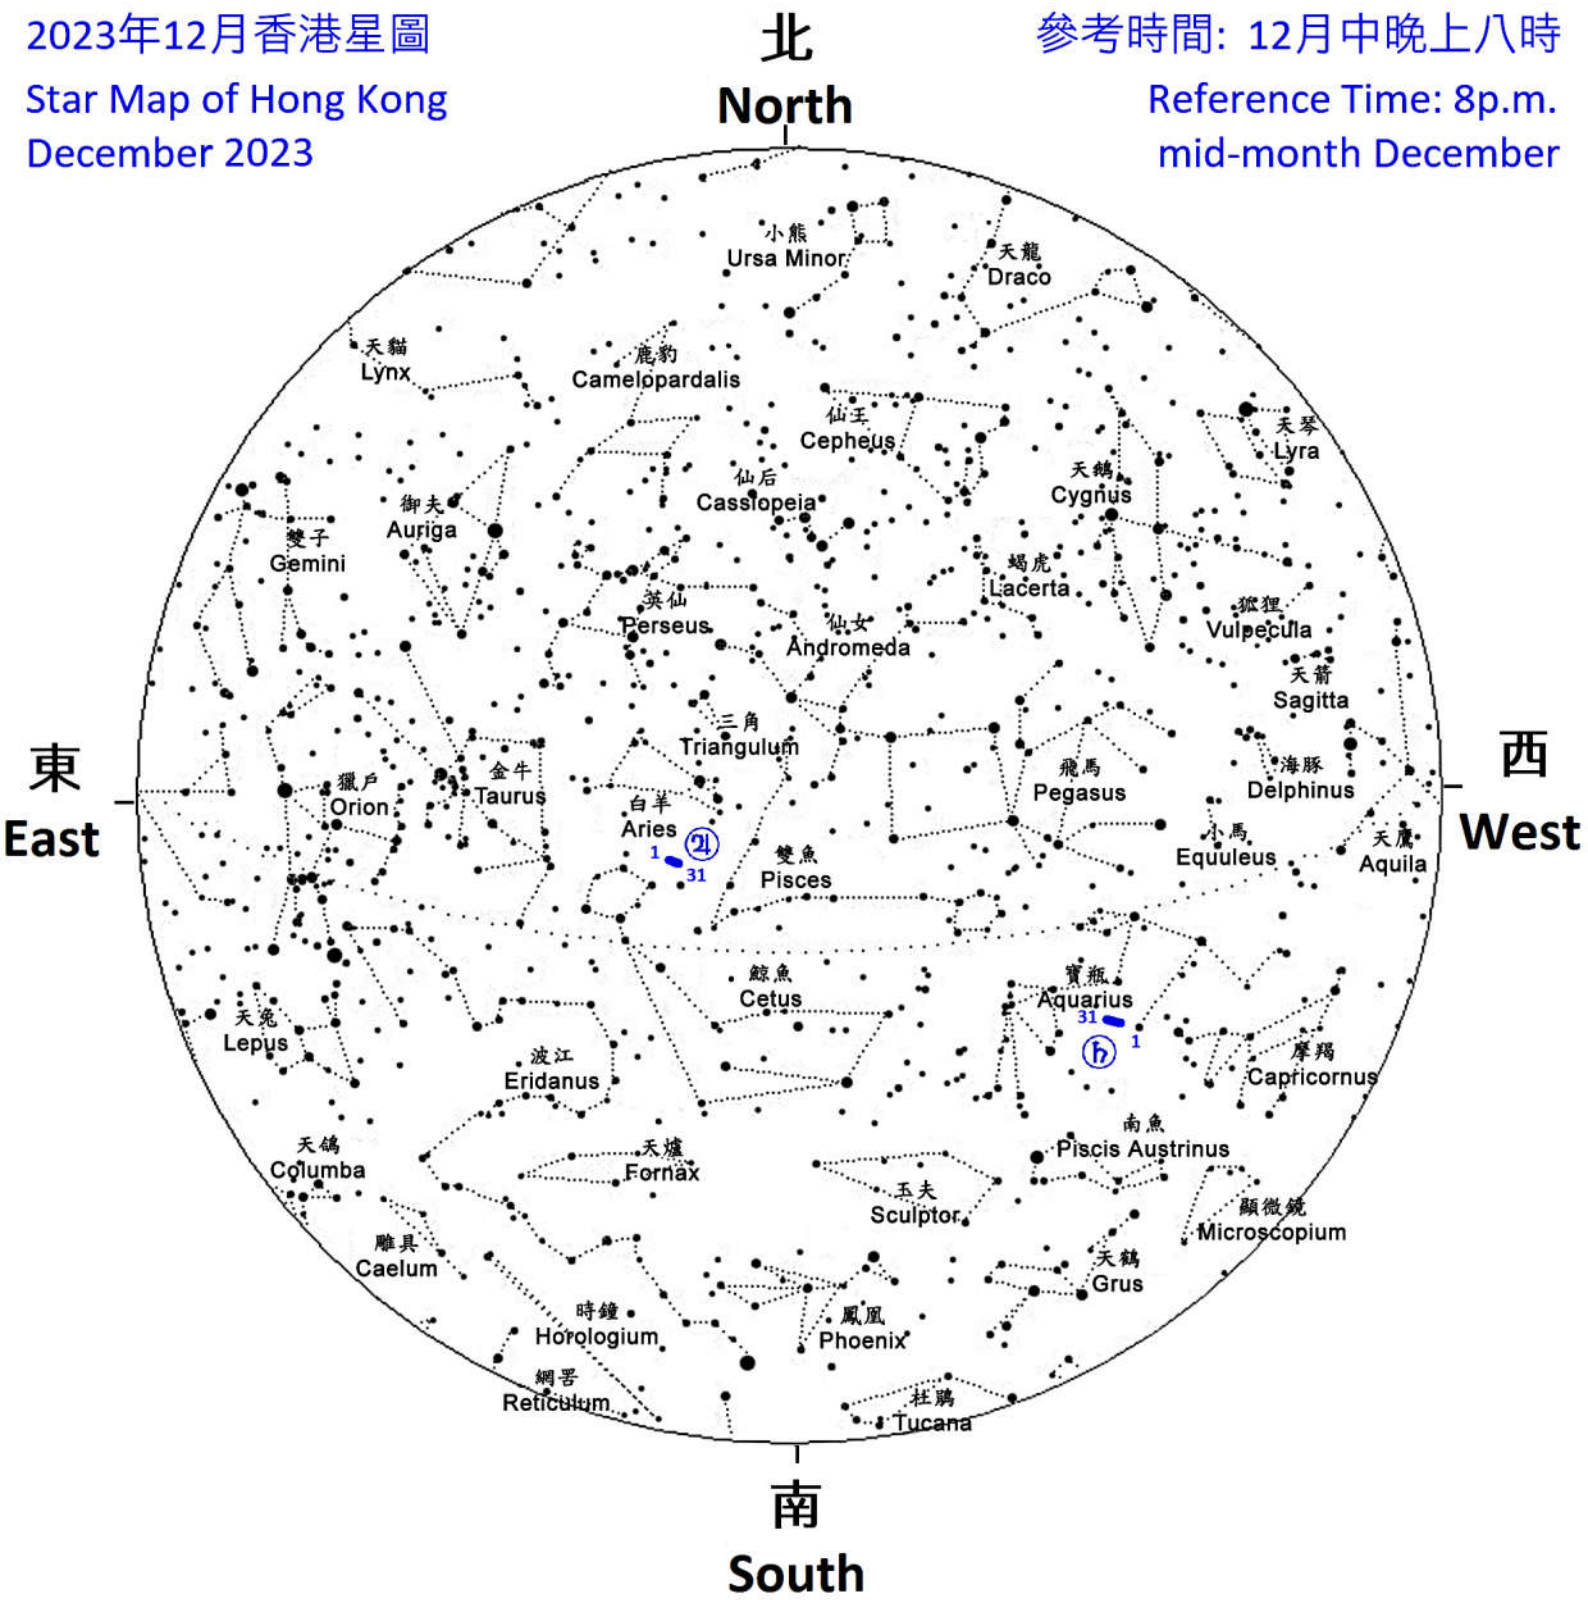 2023年12月香港星圖
Star Map of Hong Kong
December 2023
北
North
參考時間: 12月中晚上八時
Reference Time: 8p.m.
mid-month December
小熊
Ursa Minor
天龍
Draco
天貓
Lynx
鹿豹
Camelopardalis
仙王
Cepheus
天琴
Lyra
仙后
Cassiopeia
天鵝
Cygnus
御夫
Auriga
雙子
Gemini
蝎虎
Lacerta
英仙
Perseus
仙女
Andromeda
狐狸
Vulpecula
天箭
Sagitta
三角
Triangulum
東
East
獵戶
Orion
金牛
Taurus
飛馬
Pegasus
海豚
Delphinus
西
West
白羊
Aries
♃
1
31
雙魚
Pisces
小馬
Equuleus
天鷹
Aquila
鯨魚
Cetus
寶瓶
Aquarius
31
1
♄
天兔
Lepus
波江
Eridanus
摩羯
Capricornus
天鴿
Columba
天爐
Fornax
南魚
Piscis Austrinus
玉夫
Sculptor
顯微鏡
Microscopium
雕具
Caelum
天鶴
Grus
時鐘
Horologium
鳳凰
Phoenix
網罟
Reticulum
杜鵑
Tucana
南
South